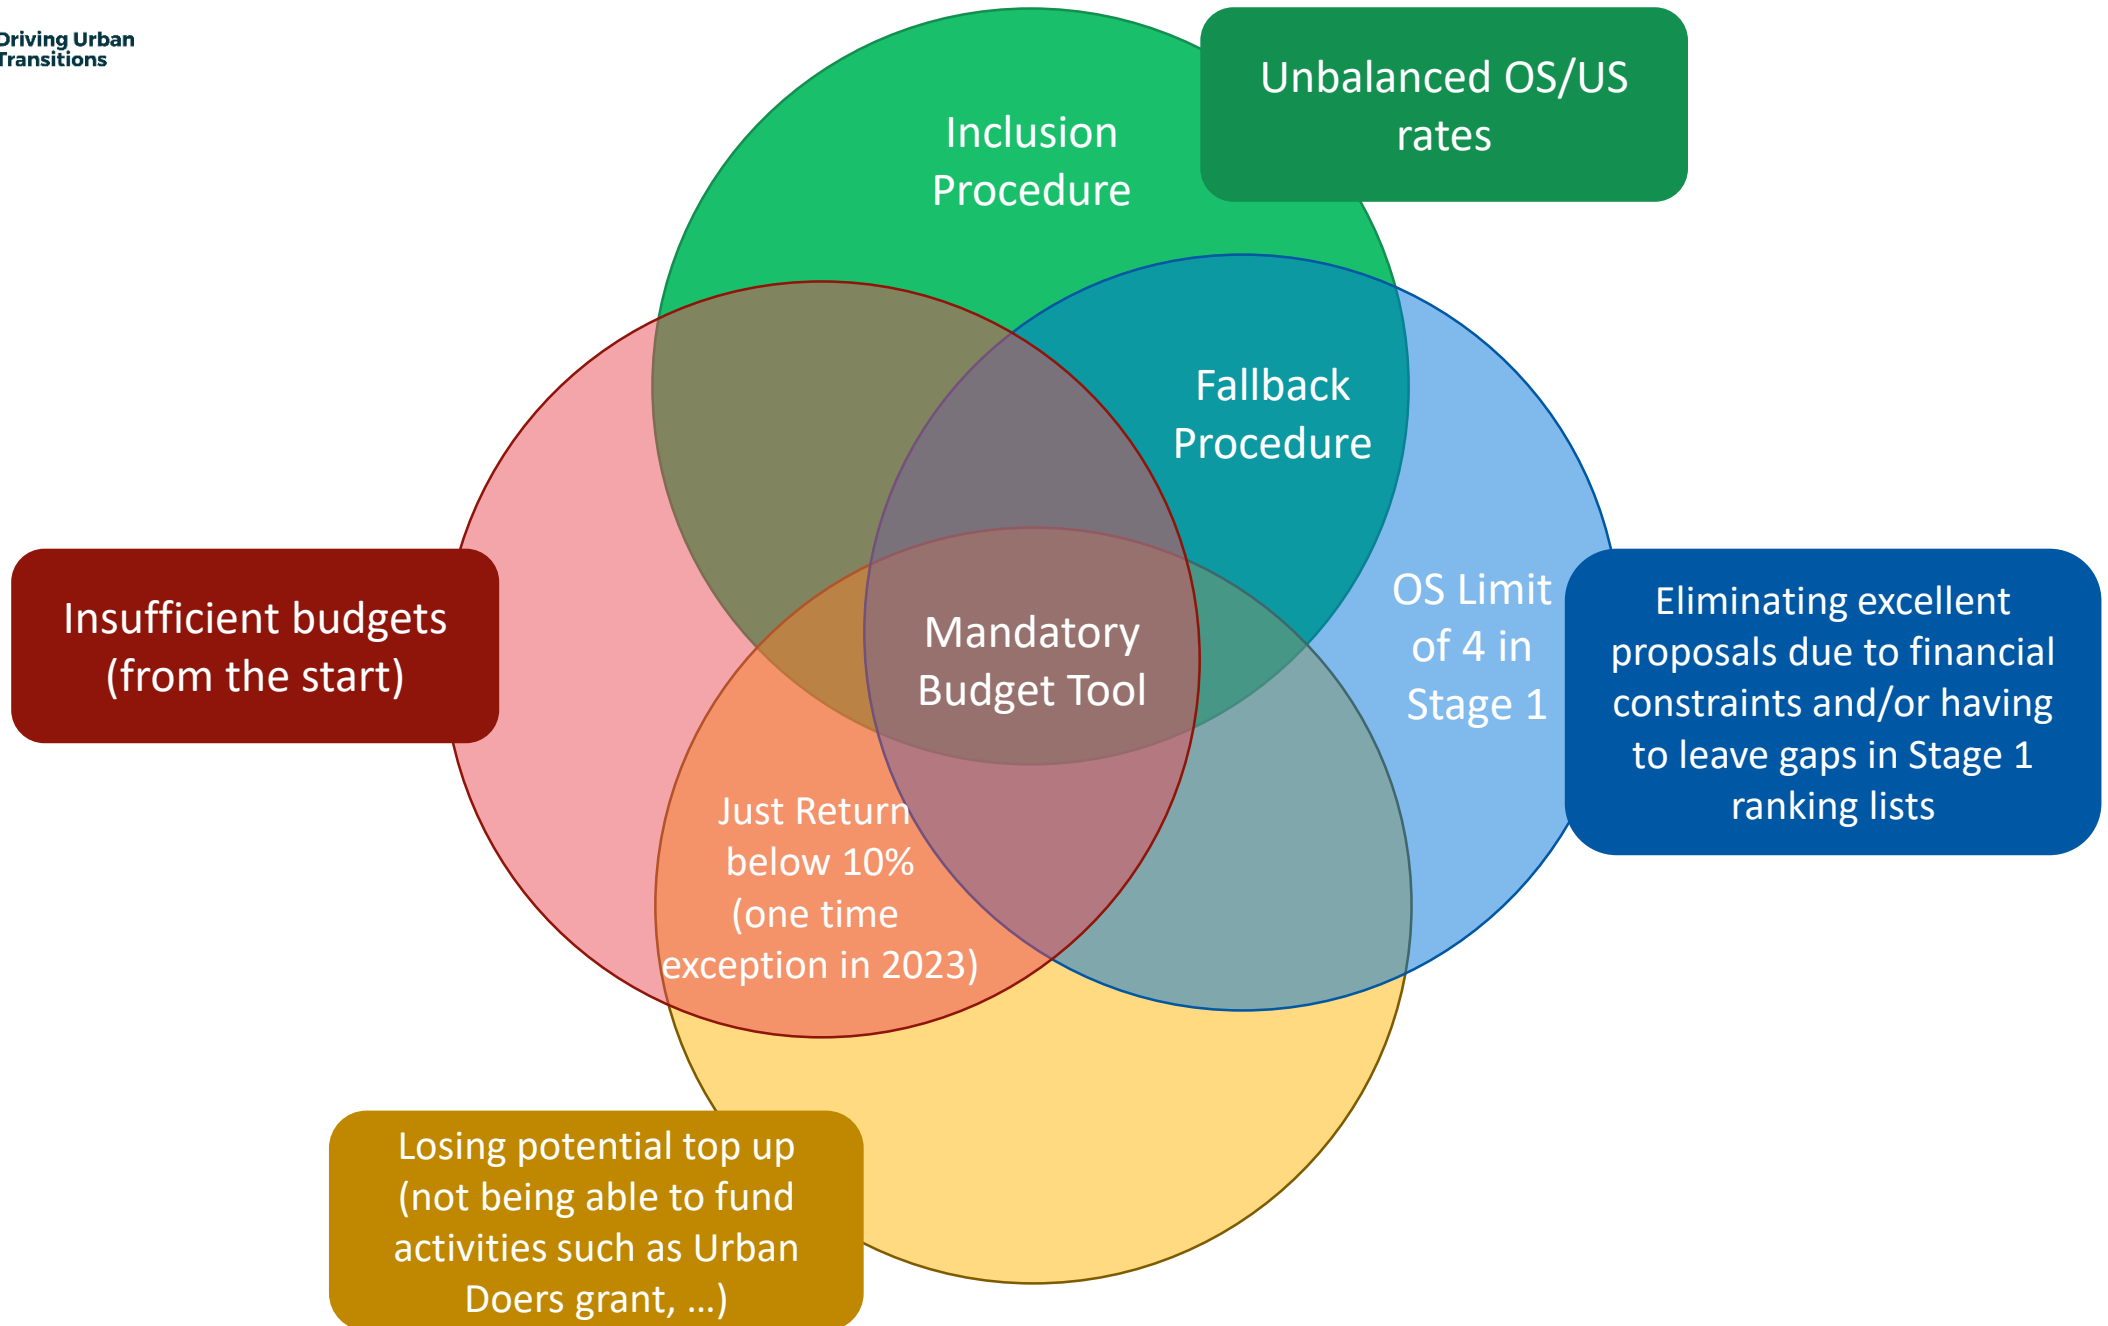 Driving Urban
Transitions
Unbalanced OS/US
rates
Inclusion
Procedure
Fallback
Procedure
OS Limit
of 4 in
Stage 1
Eliminating excellent
proposals due to financial
constraints and/or having
to leave gaps in Stage 1
ranking lists
Insufficient budgets
(from the start)
Mandatory
Budget Tool
Just Return
below 10%
(one time
exception in 2023)
Losing potential top up
(not being able to fund
activities such as Urban
Doers grant, ...)